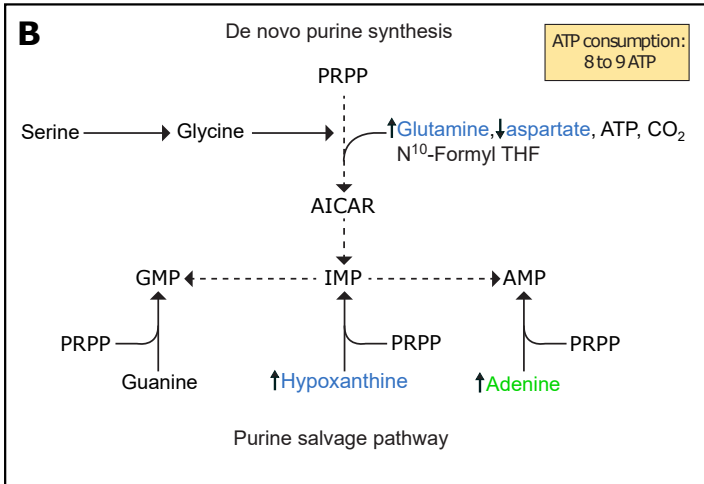 B
De novo purine synthesis
ATP consumption:
8 to 9 ATP
PRPP
Serine
Glycine
Glutamine, aspartate, ATP, CO₂
N¹⁰-Formyl THF
AICAR
GMP
IMP
AMP
PRPP
PRPP
PRPP
Guanine
Hypoxanthine
Adenine
Purine salvage pathway